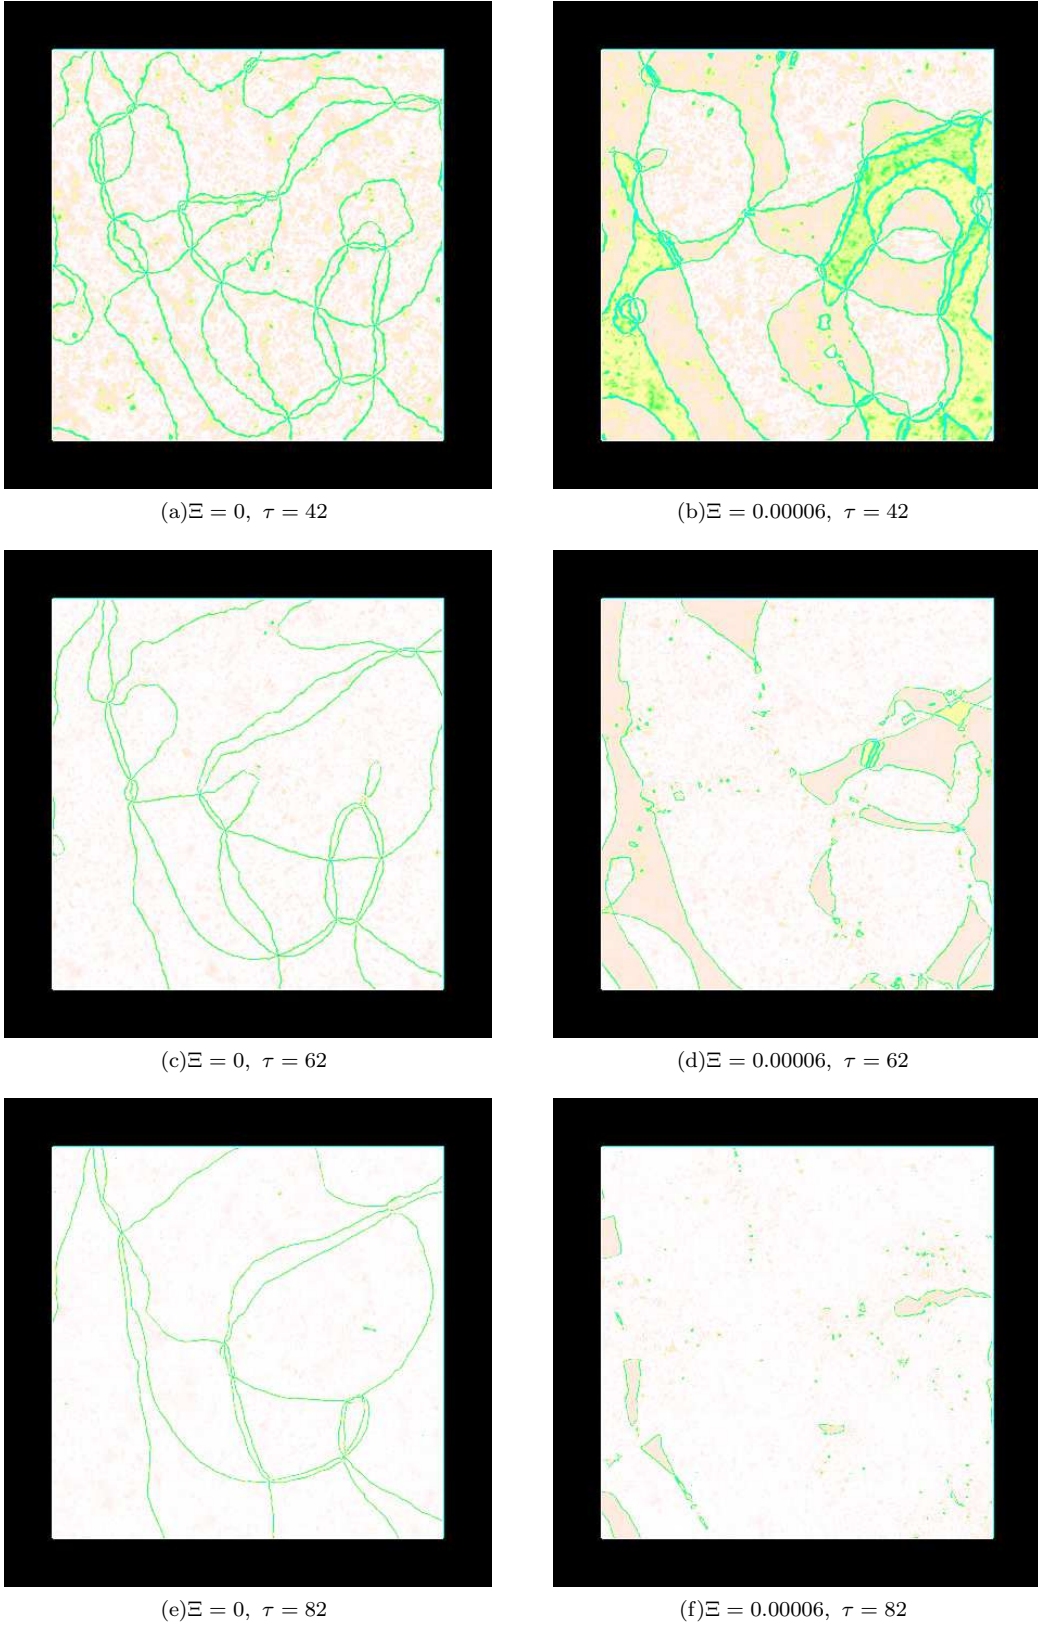 (a)Ξ = 0, τ = 42
(b)Ξ = 0.00006, τ = 42
(c)Ξ = 0, τ = 62
(d)Ξ = 0.00006, τ = 62
(e)Ξ = 0, τ = 82
(f)Ξ = 0.00006, τ = 82